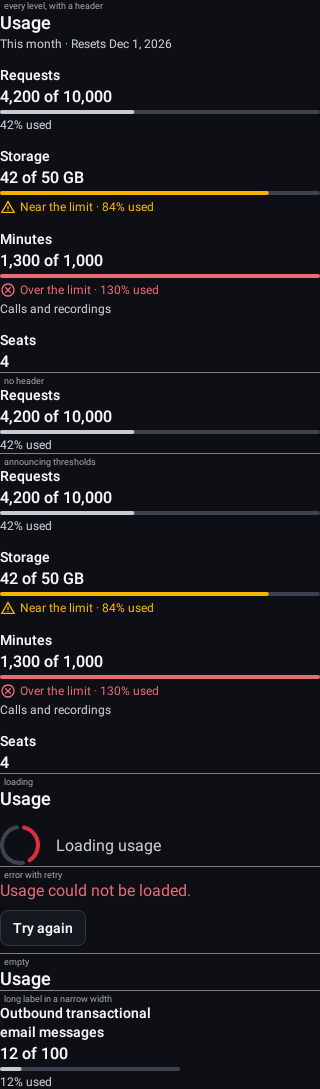 every level, with a header
Usage
This month · Resets Dec 1, 2026
Requests
4,200 of 10,000
42% used
Storage
42 of 50 GB
Near the limit · 84% used
Minutes
1,300 of 1,000
Over the limit · 130% used
Calls and recordings
Seats
4
no header
Requests
4,200 of 10,000
42% used
announcing thresholds
Requests
4,200 of 10,000
42% used
Storage
42 of 50 GB
Near the limit · 84% used
Minutes
1,300 of 1,000
Over the limit · 130% used
Calls and recordings
Seats
4
loading
Usage
Loading usage
error with retry
Usage could not be loaded.
Try again
empty
Usage
long label in a narrow width
Outbound transactional
email messages
12 of 100
12% used